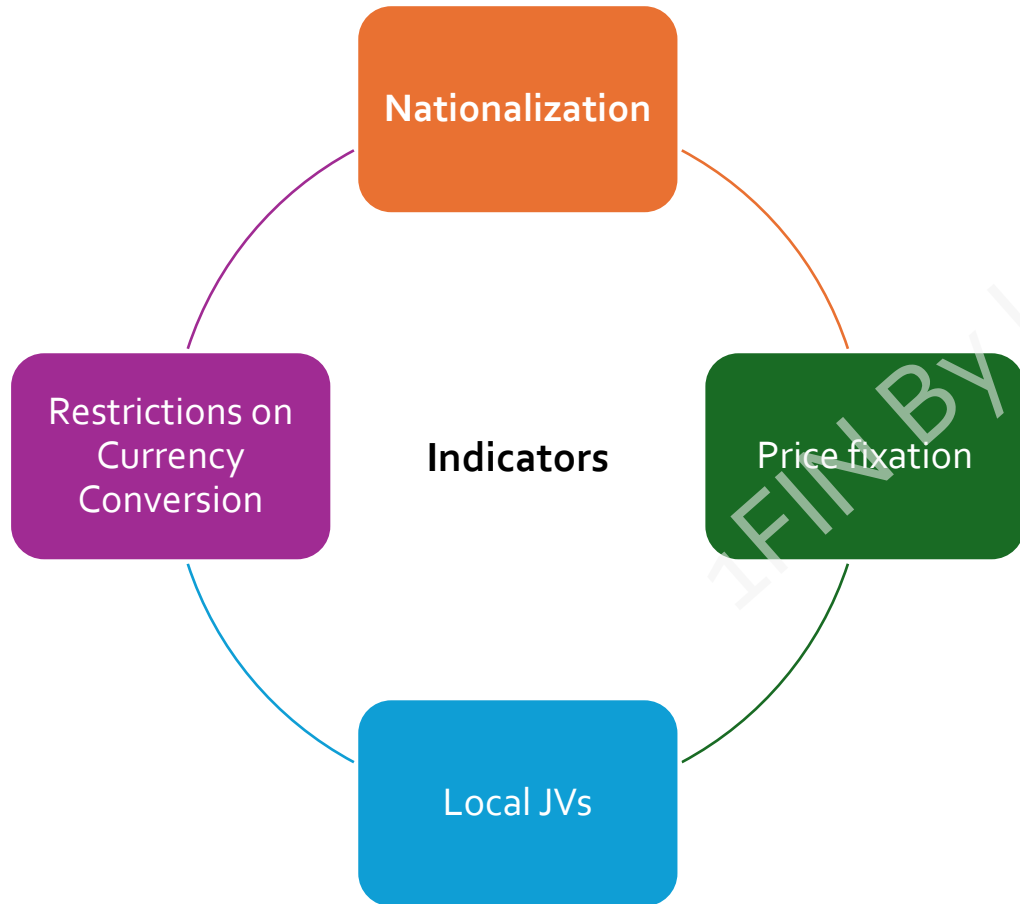 Nationalization
Restrictions on
Currency
Conversion
Indicators
Price fixation
1FIN By
Local JVs